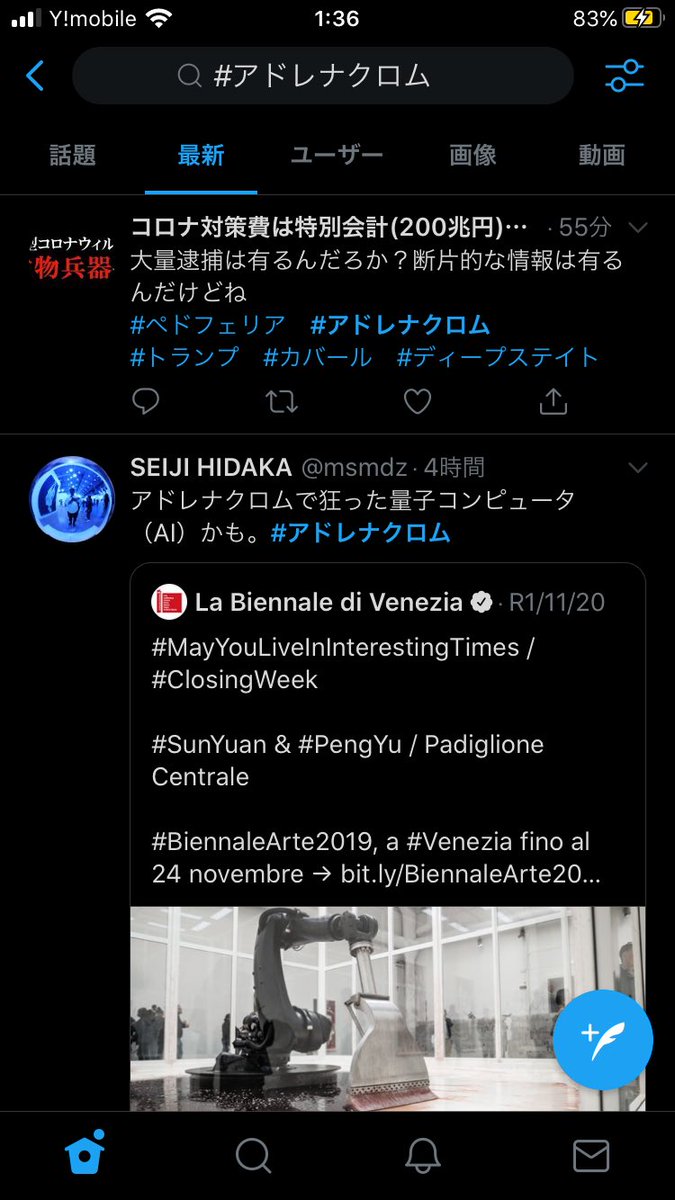 Y!mobile 1:36 83%
#アドレナクロム
話題 最新 ユーザー 画像 動画
コロナウィル
物兵器
コロナ対策費は特別会計(200兆円)… · 55分
大量逮捕は有るんだろか？断片的な情報は有る
んだけどね
#ペドフェリア #アドレナクロム
#トランプ #カバール #ディープステイト
SEIJI HIDAKA @msmdz · 4時間
アドレナクロムで狂った量子コンピュータ
（AI）かも。#アドレナクロム
La Biennale di Venezia · R1/11/20
#MayYouLiveInInterestingTimes /
#ClosingWeek
#SunYuan & #PengYu / Padiglione
Centrale
#BiennaleArte2019, a #Venezia fino al
24 novembre → bit.ly/BiennaleArte20...